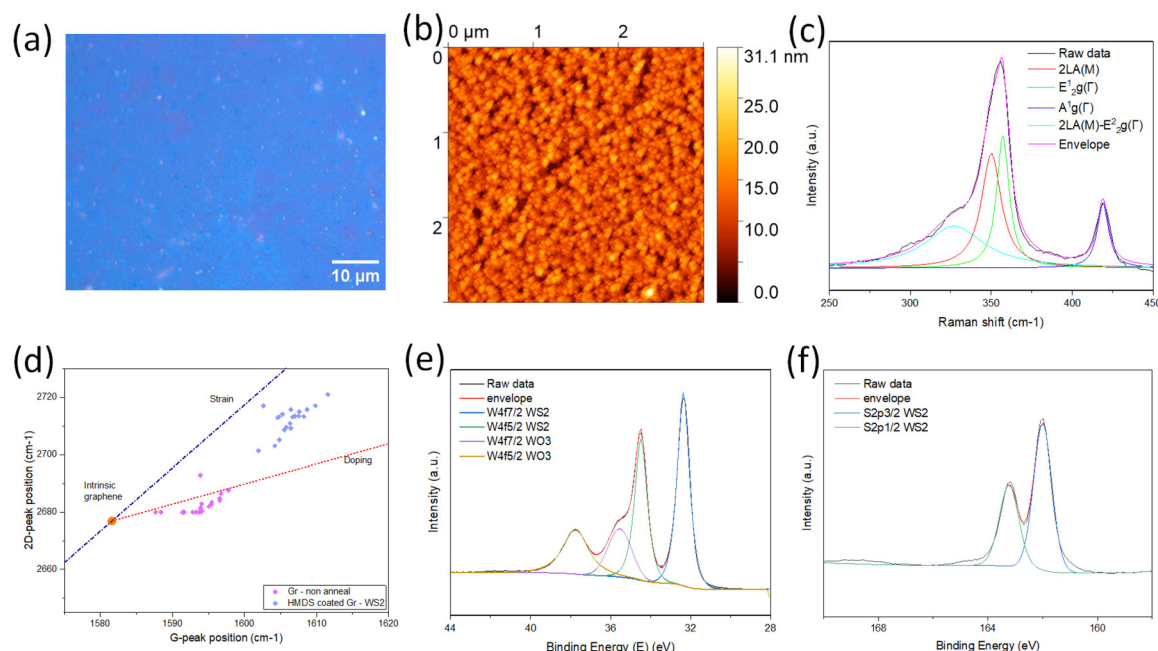 (a)
10 µm
(b)
0 µm 1 2
0
1
2
31.1 nm
25.0
20.0
15.0
10.0
5.0
0.0
(c)
Raw data
2LA(M)
E¹₂g(Γ)
A¹g(Γ)
2LA(M)-E²₂g(Γ)
Envelope
Intensity (a.u.)
250 300 350 400 450
Raman shift (cm-1)
(d)
2D-peak position (cm-1)
2720
2700
2680
2660
Strain
Doping
Intrinsic
graphene
Gr - non anneal
HMDS coated Gr - WS2
1580 1590 1600 1610 1620
G-peak position (cm-1)
(e)
Raw data
envelope
W4f7/2 WS2
W4f5/2 WS2
W4f7/2 WO3
W4f5/2 WO3
Intensity (a.u.)
44 40 36 32 28
Binding Energy (E) (eV)
(f)
Raw data
envelope
S2p3/2 WS2
S2p1/2 WS2
Intensity (a.u.)
168 164 160
Binding Energy (eV)